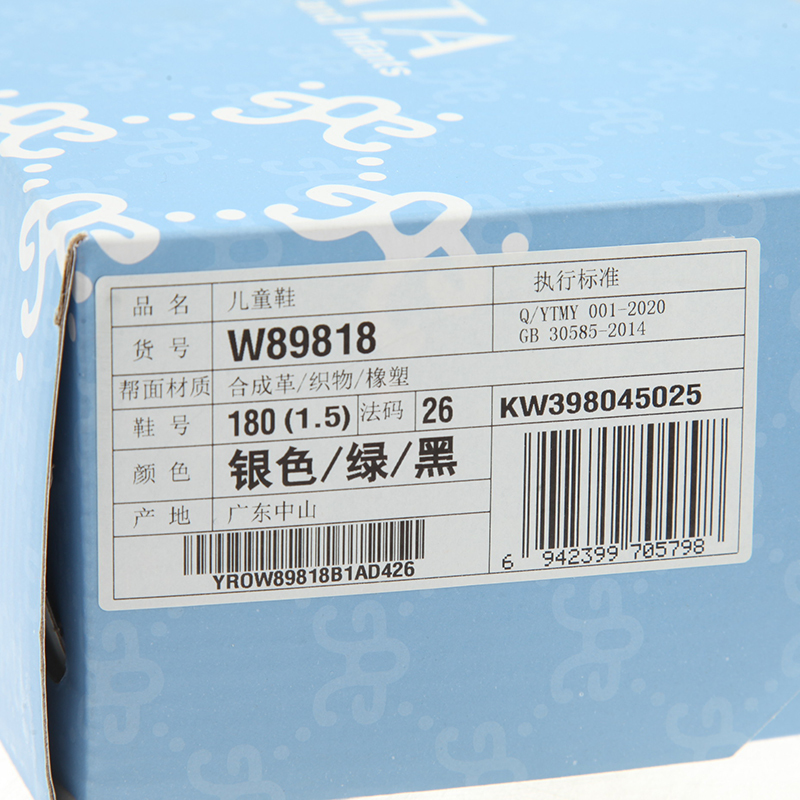 and Infants
品 名 儿童鞋 执行标准
货 号 W89818 Q/YTMY 001-2020
GB 30585-2014
帮面材质 合成革/织物/橡塑
鞋 号 180 (1.5) 法码 26 KW398045025
颜 色 银色/绿/黑
产 地 广东中山
6 942399 705798
YROW89818B1AD426